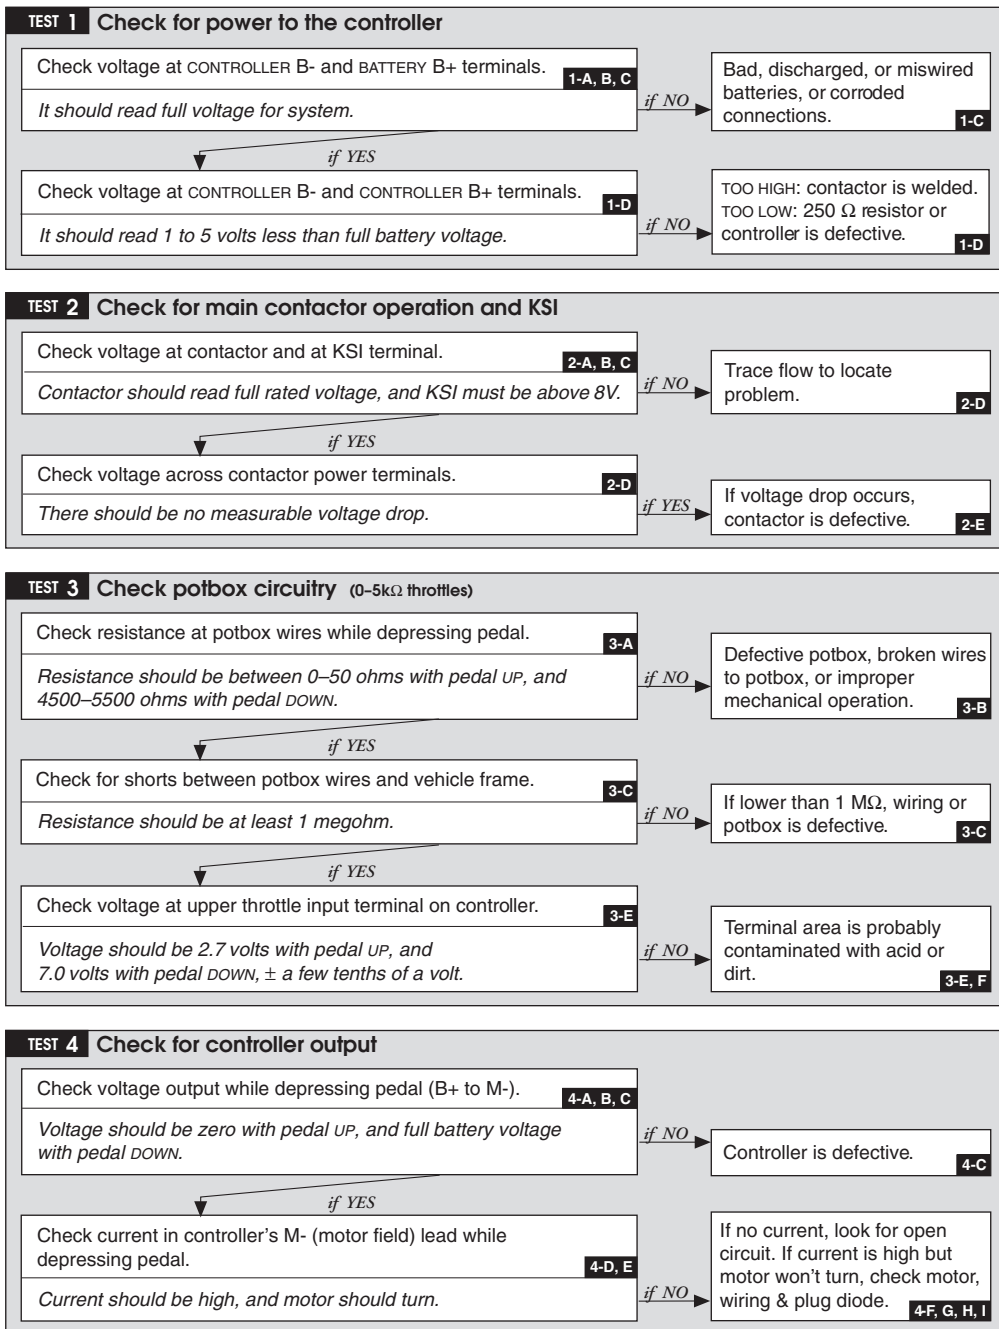 TEST 1 Check for power to the controller
Check voltage at CONTROLLER B- and BATTERY B+ terminals.
1-A, B, C
It should read full voltage for system.
if NO
Bad, discharged, or miswired
batteries, or corroded
connections.
1-C
if YES
Check voltage at CONTROLLER B- and CONTROLLER B+ terminals.
1-D
It should read 1 to 5 volts less than full battery voltage.
if NO
TOO HIGH: contactor is welded.
TOO LOW: 250 Ω resistor or
controller is defective.
1-D
TEST 2 Check for main contactor operation and KSI
Check voltage at contactor and at KSI terminal.
2-A, B, C
Contactor should read full rated voltage, and KSI must be above 8V.
if NO
Trace flow to locate
problem.
2-D
if YES
Check voltage across contactor power terminals.
2-D
There should be no measurable voltage drop.
if YES
If voltage drop occurs,
contactor is defective.
2-E
TEST 3 Check potbox circuitry (0–5kΩ throttles)
Check resistance at potbox wires while depressing pedal.
3-A
Resistance should be between 0–50 ohms with pedal UP, and
4500–5500 ohms with pedal DOWN.
if NO
Defective potbox, broken wires
to potbox, or improper
mechanical operation.
3-B
if YES
Check for shorts between potbox wires and vehicle frame.
3-C
Resistance should be at least 1 megohm.
if NO
If lower than 1 MΩ, wiring or
potbox is defective.
3-C
if YES
Check voltage at upper throttle input terminal on controller.
3-E
Voltage should be 2.7 volts with pedal UP, and
7.0 volts with pedal DOWN, ± a few tenths of a volt.
if NO
Terminal area is probably
contaminated with acid or
dirt.
3-E, F
TEST 4 Check for controller output
Check voltage output while depressing pedal (B+ to M-).
4-A, B, C
Voltage should be zero with pedal UP, and full battery voltage
with pedal DOWN.
if NO
Controller is defective.
4-C
if YES
Check current in controller's M- (motor field) lead while
depressing pedal.
4-D, E
Current should be high, and motor should turn.
if NO
If no current, look for open
circuit. If current is high but
motor won't turn, check motor,
wiring & plug diode.
4-F, G, H, I